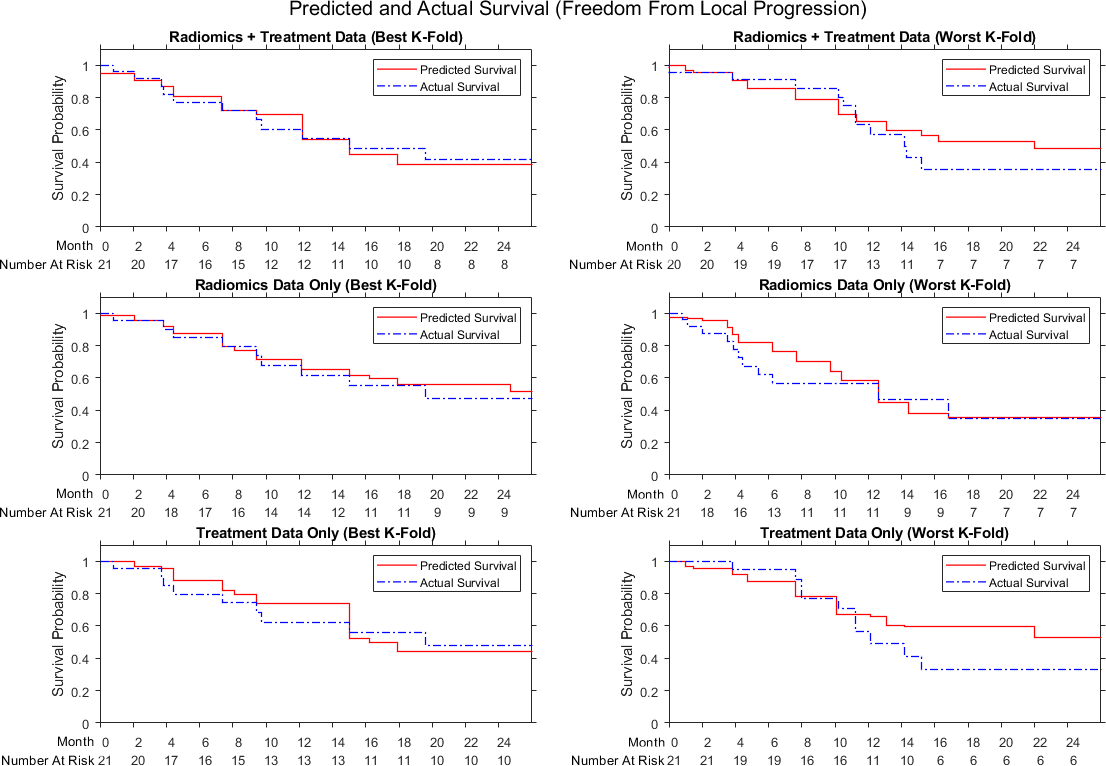 Predicted and Actual Survival (Freedom From Local Progression)
Radiomics + Treatment Data (Best K-Fold)
Predicted Survival
Actual Survival
Survival Probability
1
0.8
0.6
0.4
0.2
0
Month 0 2 4 6 8 10 12 14 16 18 20 22 24
Number At Risk 21 20 17 16 15 12 12 11 10 10 8 8 8
Radiomics + Treatment Data (Worst K-Fold)
Predicted Survival
Actual Survival
Survival Probability
1
0.8
0.6
0.4
0.2
0
Month 0 2 4 6 8 10 12 14 16 18 20 22 24
Number At Risk 20 20 19 19 17 17 13 11 7 7 7 7 7
Radiomics Data Only (Best K-Fold)
Predicted Survival
Actual Survival
Survival Probability
1
0.8
0.6
0.4
0.2
0
Month 0 2 4 6 8 10 12 14 16 18 20 22 24
Number At Risk 21 20 18 17 16 14 14 12 11 11 9 9 9
Radiomics Data Only (Worst K-Fold)
Predicted Survival
Actual Survival
Survival Probability
1
0.8
0.6
0.4
0.2
0
Month 0 2 4 6 8 10 12 14 16 18 20 22 24
Number At Risk 21 18 16 13 11 11 11 9 9 7 7 7 7
Treatment Data Only (Best K-Fold)
Predicted Survival
Actual Survival
Survival Probability
1
0.8
0.6
0.4
0.2
0
Month 0 2 4 6 8 10 12 14 16 18 20 22 24
Number At Risk 21 20 17 16 15 13 13 13 11 11 10 10 10
Treatment Data Only (Worst K-Fold)
Predicted Survival
Actual Survival
Survival Probability
1
0.8
0.6
0.4
0.2
0
Month 0 2 4 6 8 10 12 14 16 18 20 22 24
Number At Risk 21 21 19 19 16 16 11 10 6 6 6 6 6